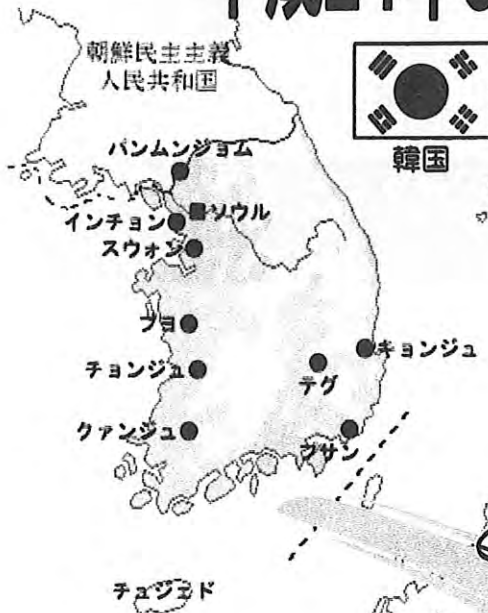 朝鮮民主主義
人民共和国
韓国
パンムンジョム
ソウル
インチョン
スウォン
プヨ
キョンジュ
チョンジュ
テグ
クァンジュ
プサン
チェジュド